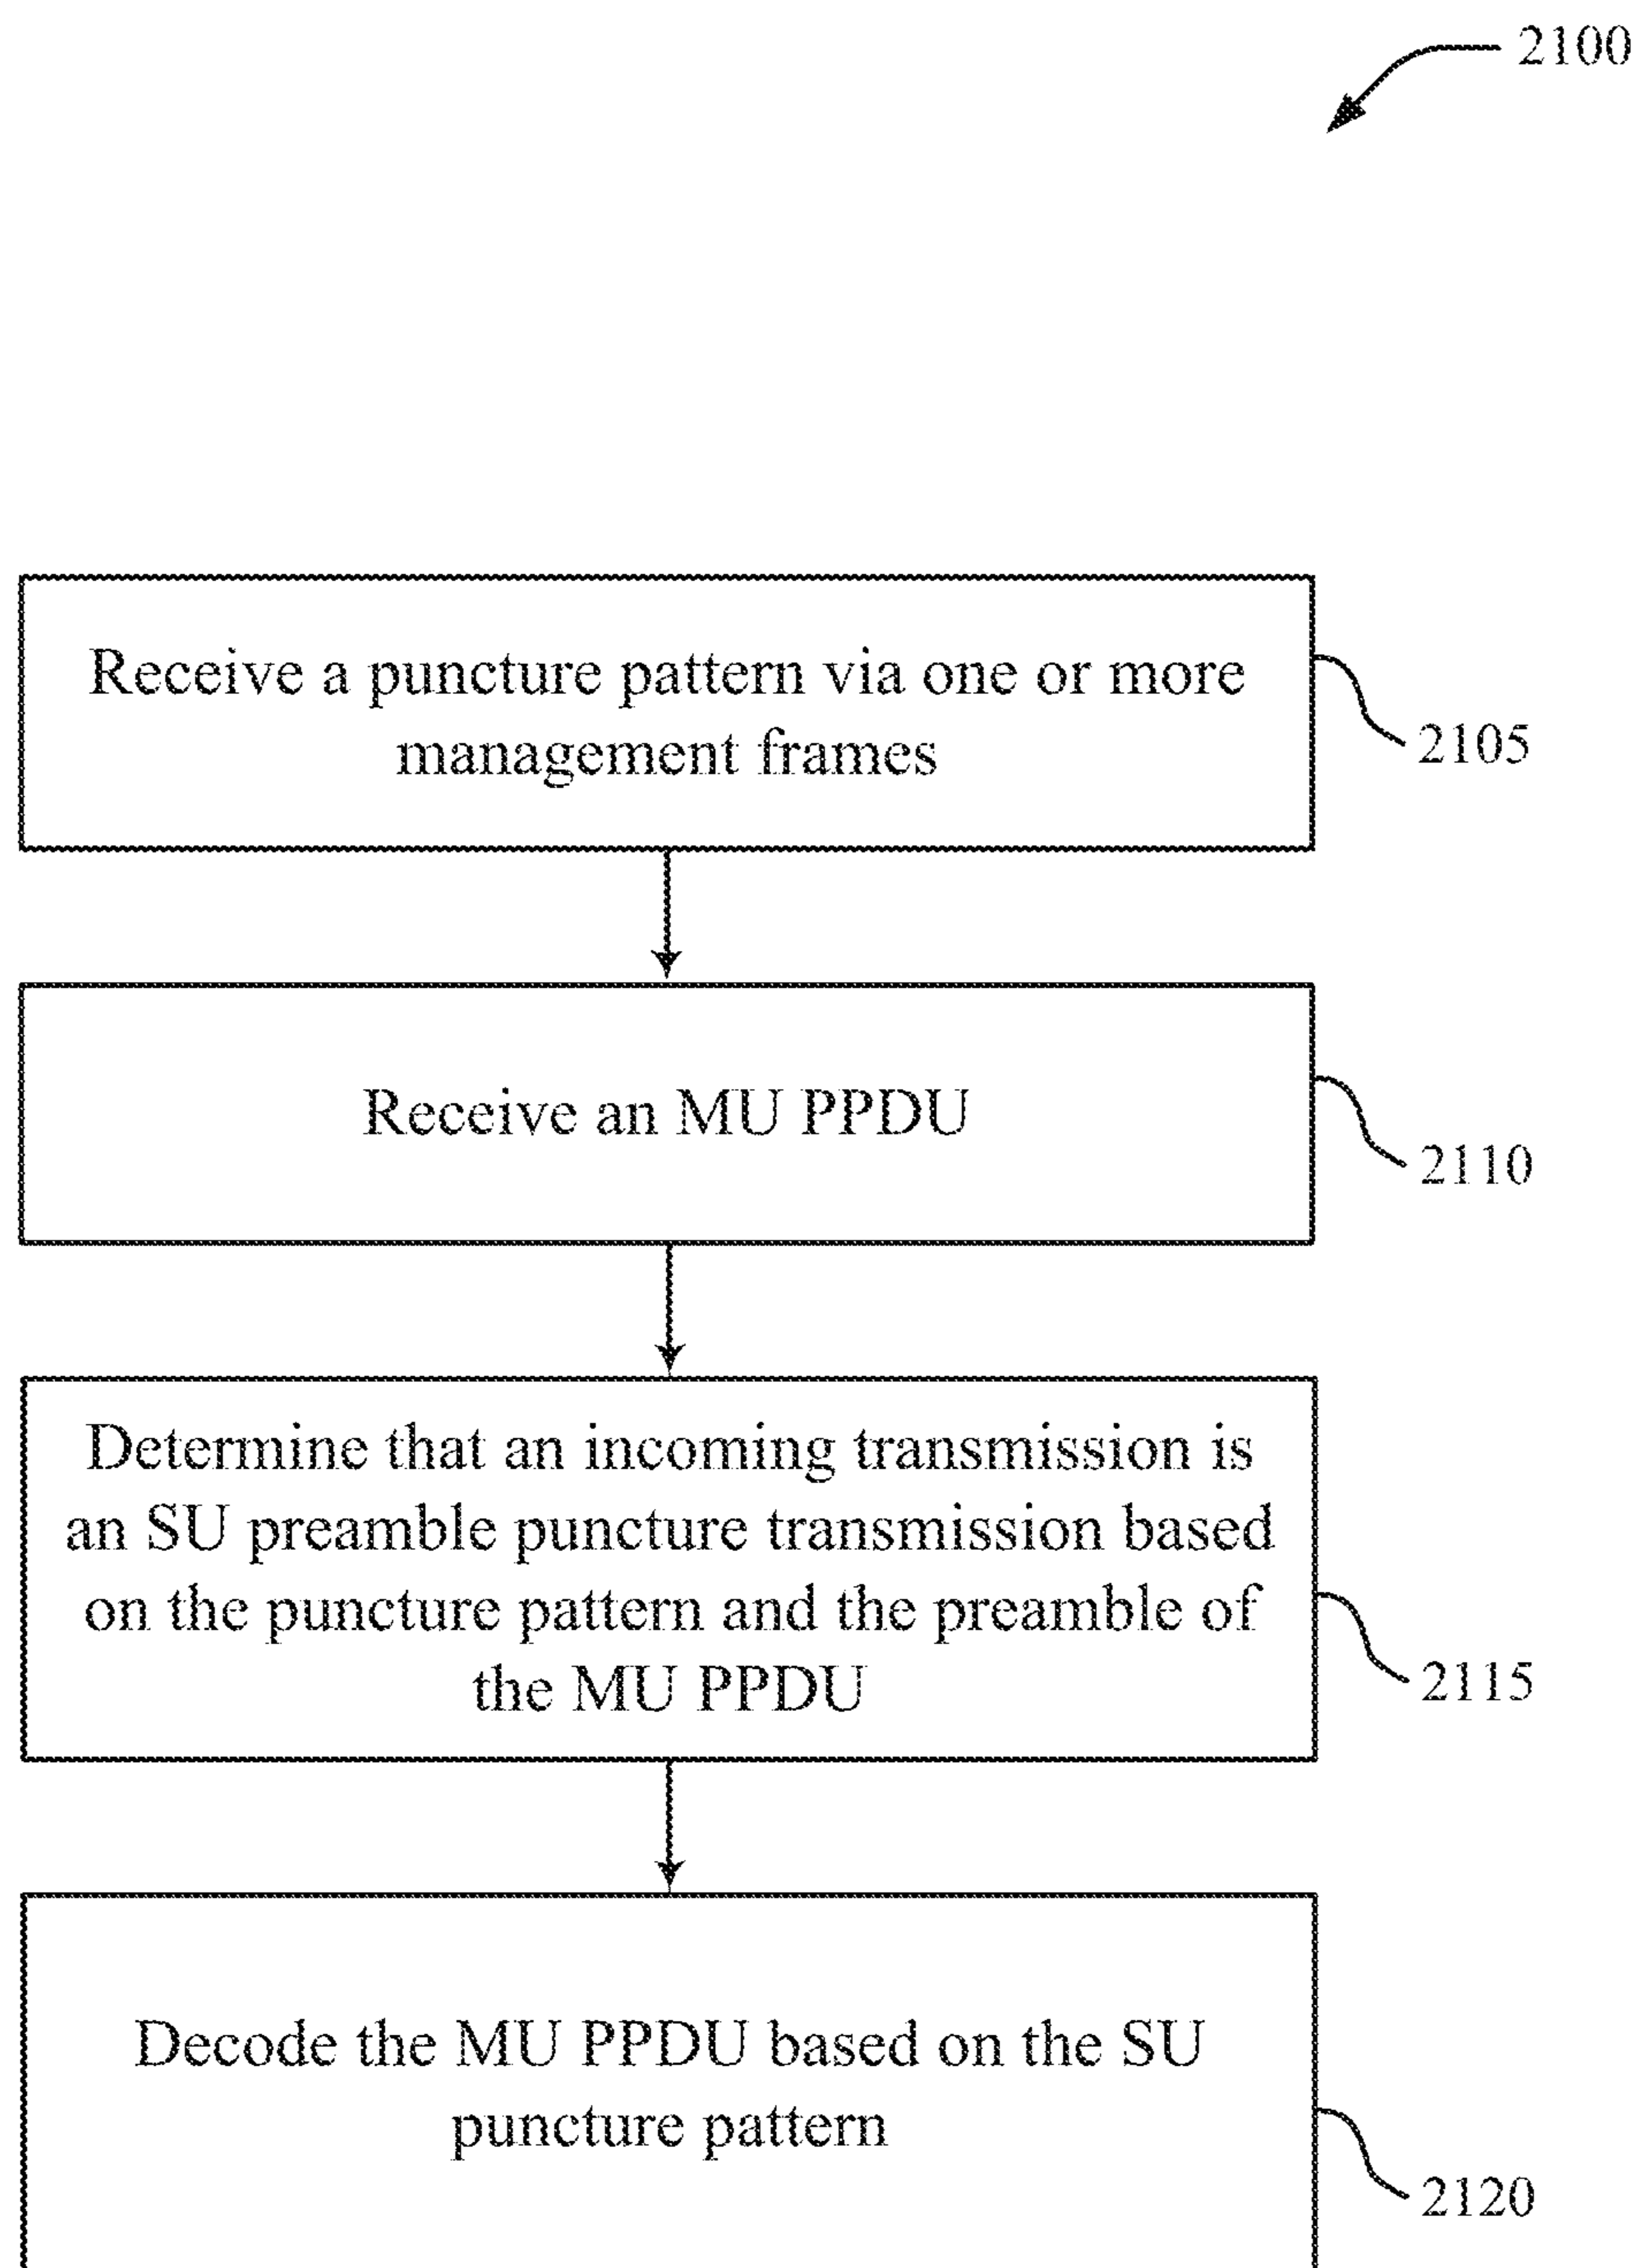 2100
Receive a puncture pattern via one or more
management frames
2105
Receive an MU PPDU
2110
Determine that an incoming transmission is
an SU preamble puncture transmission based
on the puncture pattern and the preamble of
the MU PPDU
2115
Decode the MU PPDU based on the SU
puncture pattern
2120